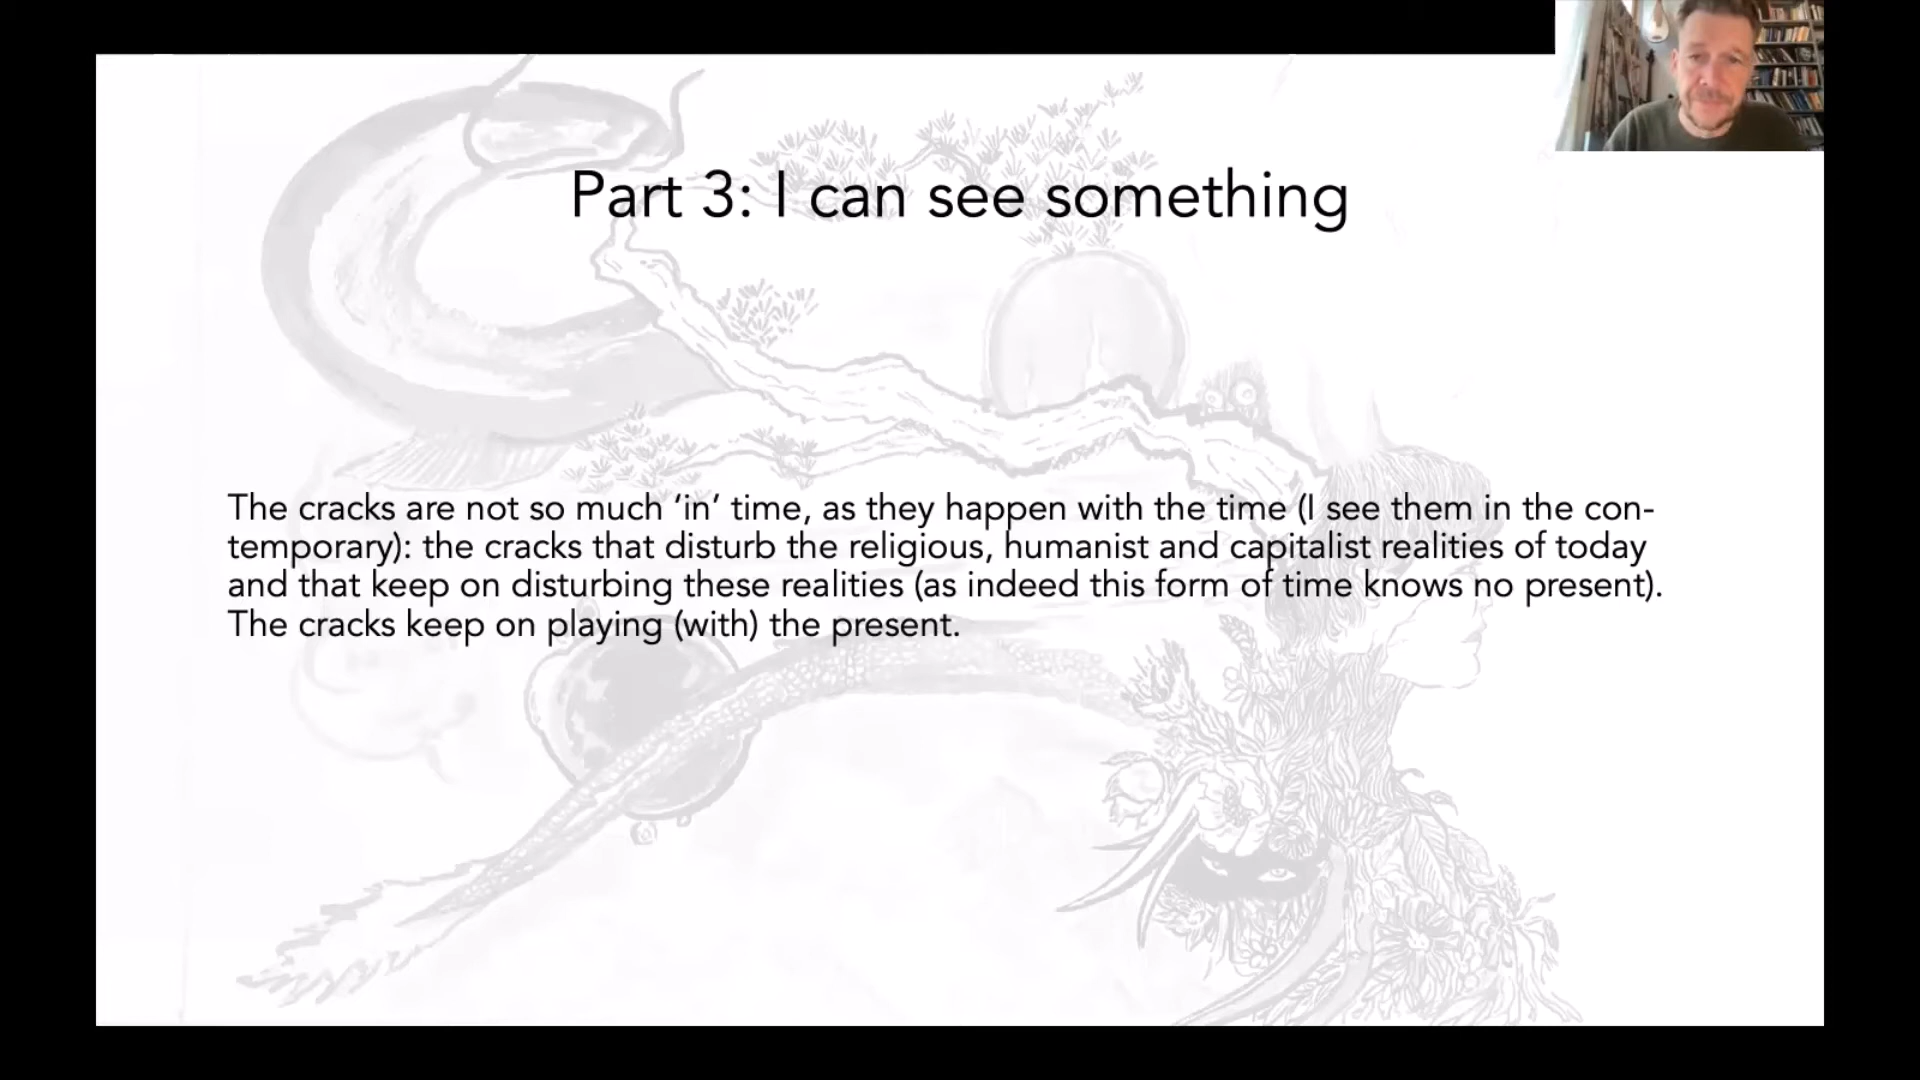 Part 3: I can see something
The cracks are not so much ‘in’ time, as they happen with the time (I see them in the con-
temporary): the cracks that disturb the religious, humanist and capitalist realities of today
and that keep on disturbing these realities (as indeed this form of time knows no present).
The cracks keep on playing (with) the present.